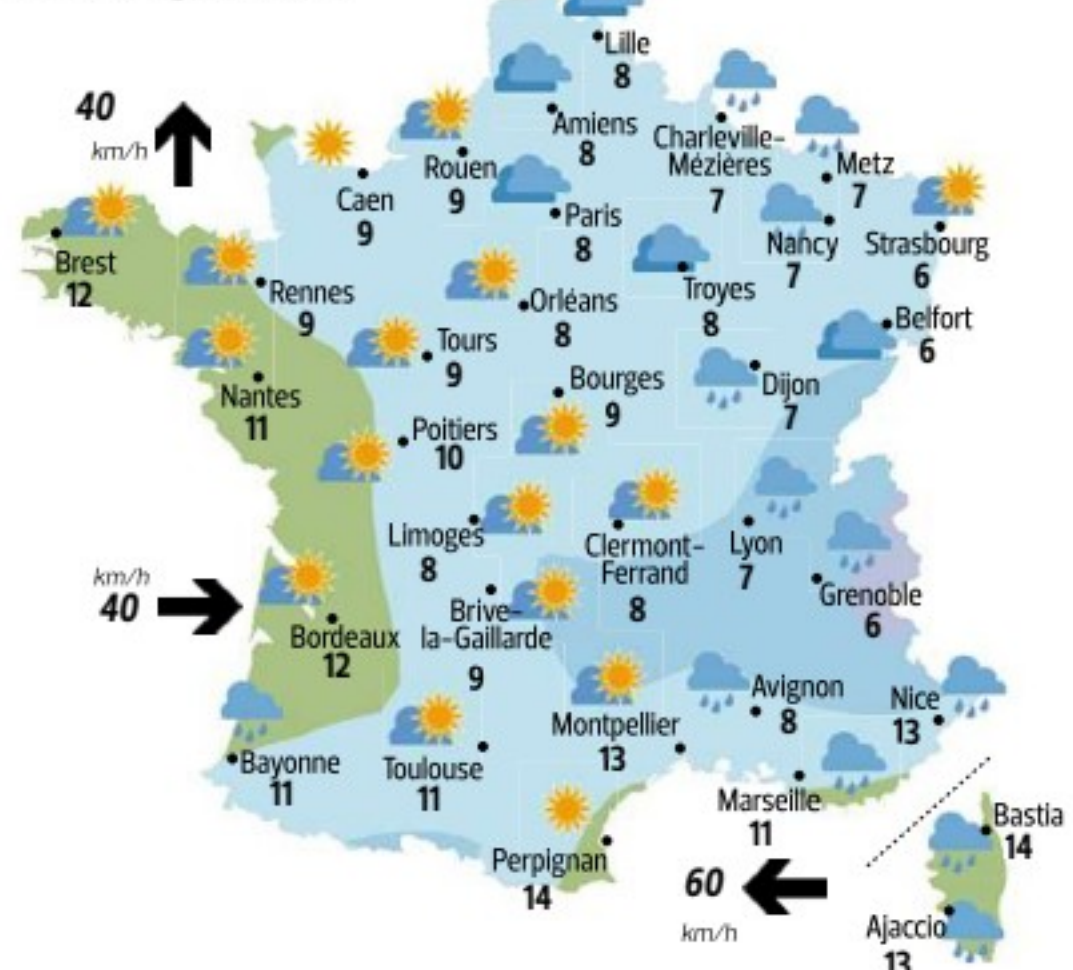 Lille
8
40
km/h
Amiens
8
Charleville-
Mézières
7
Metz
7
Rouen
9
Caen
9
Paris
8
Nancy
7
Strasbourg
6
Brest
12
Rennes
9
Orléans
8
Troyes
8
Belfort
6
Tours
9
Nantes
11
Bourges
9
Dijon
7
Poitiers
10
Limoges
8
Clermont-
Ferrand
8
Lyon
7
Grenoble
6
km/h
40
Bordeaux
12
Brive-
la-Gaillarde
9
Montpellier
13
Avignon
8
Nice
13
Bayonne
11
Toulouse
11
Marseille
11
Perpignan
14
60
km/h
Bastia
14
Ajaccio
13